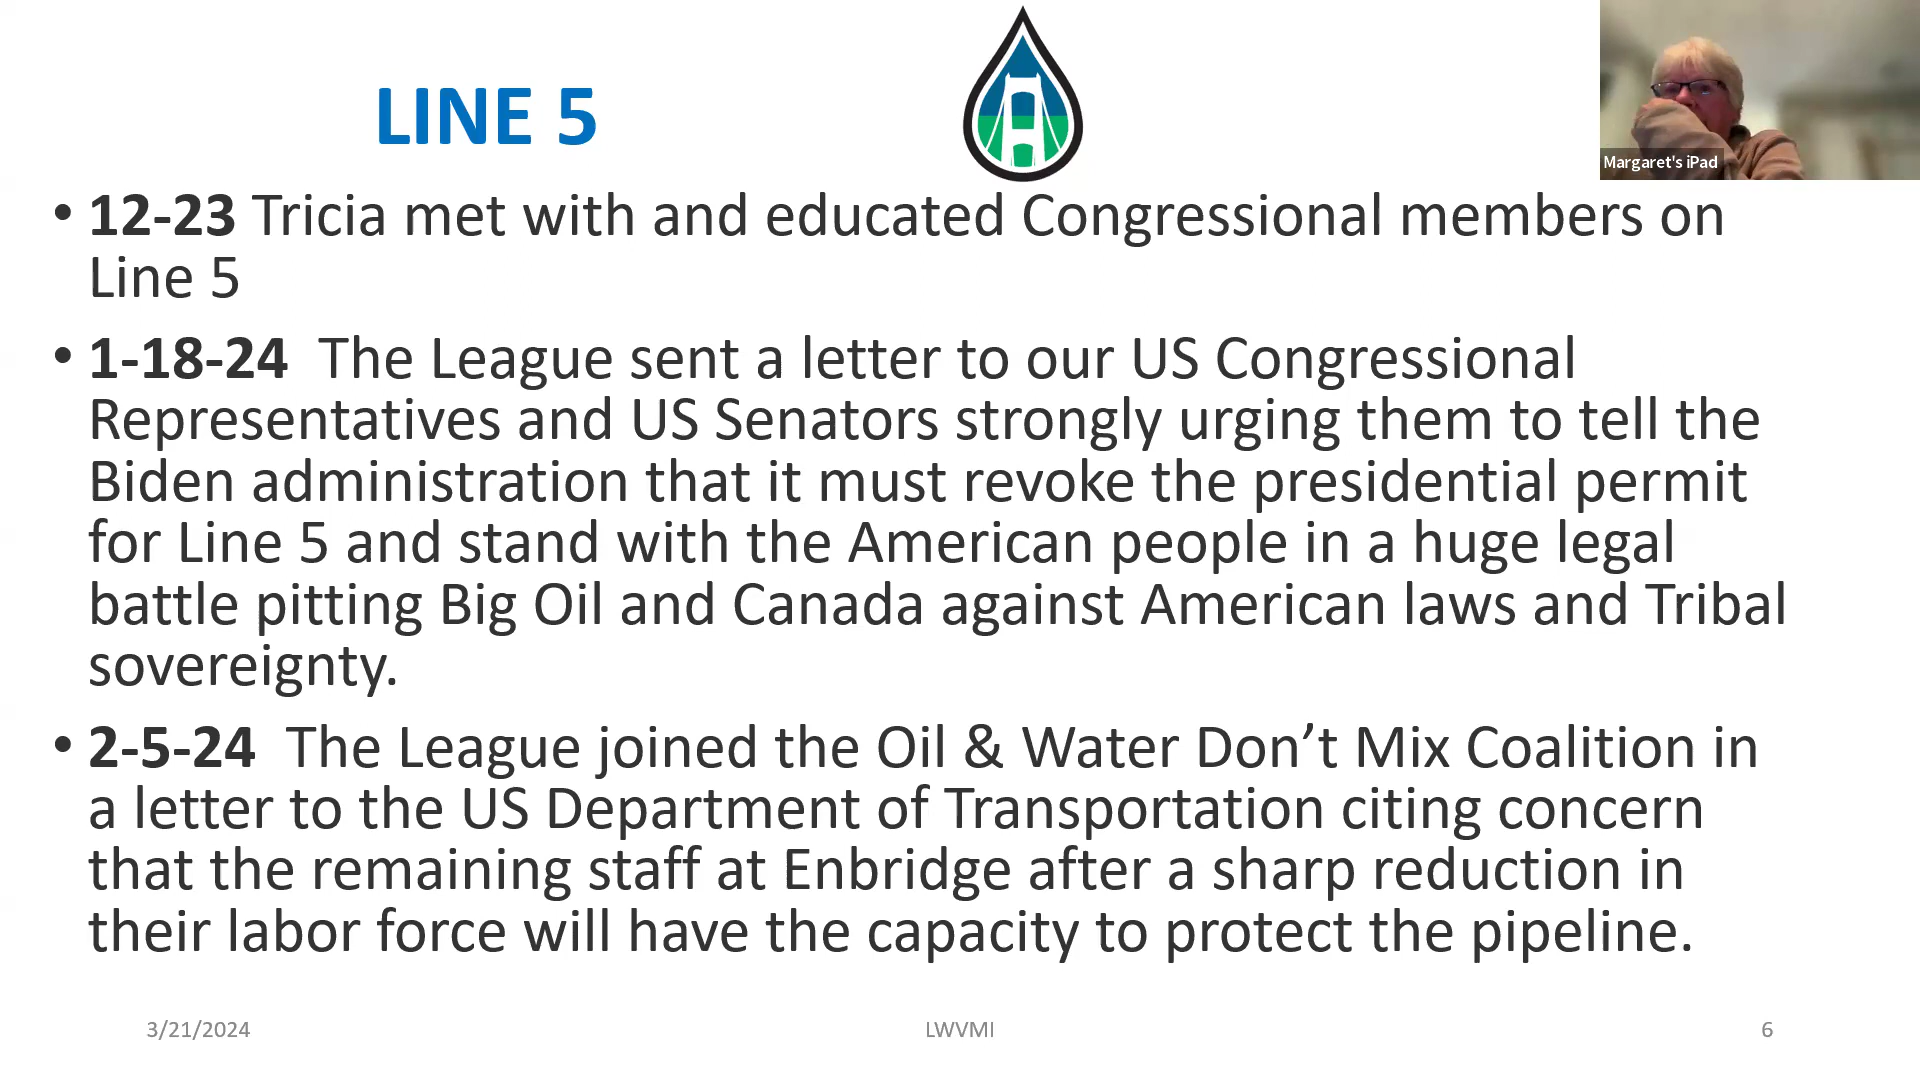 LINE 5
Margaret's iPad
• 12-23 Tricia met with and educated Congressional members on
Line 5
• 1-18-24 The League sent a letter to our US Congressional
Representatives and US Senators strongly urging them to tell the
Biden administration that it must revoke the presidential permit
for Line 5 and stand with the American people in a huge legal
battle pitting Big Oil and Canada against American laws and Tribal
sovereignty.
• 2-5-24 The League joined the Oil & Water Don’t Mix Coalition in
a letter to the US Department of Transportation citing concern
that the remaining staff at Enbridge after a sharp reduction in
their labor force will have the capacity to protect the pipeline.
3/21/2024
LWVMI
6